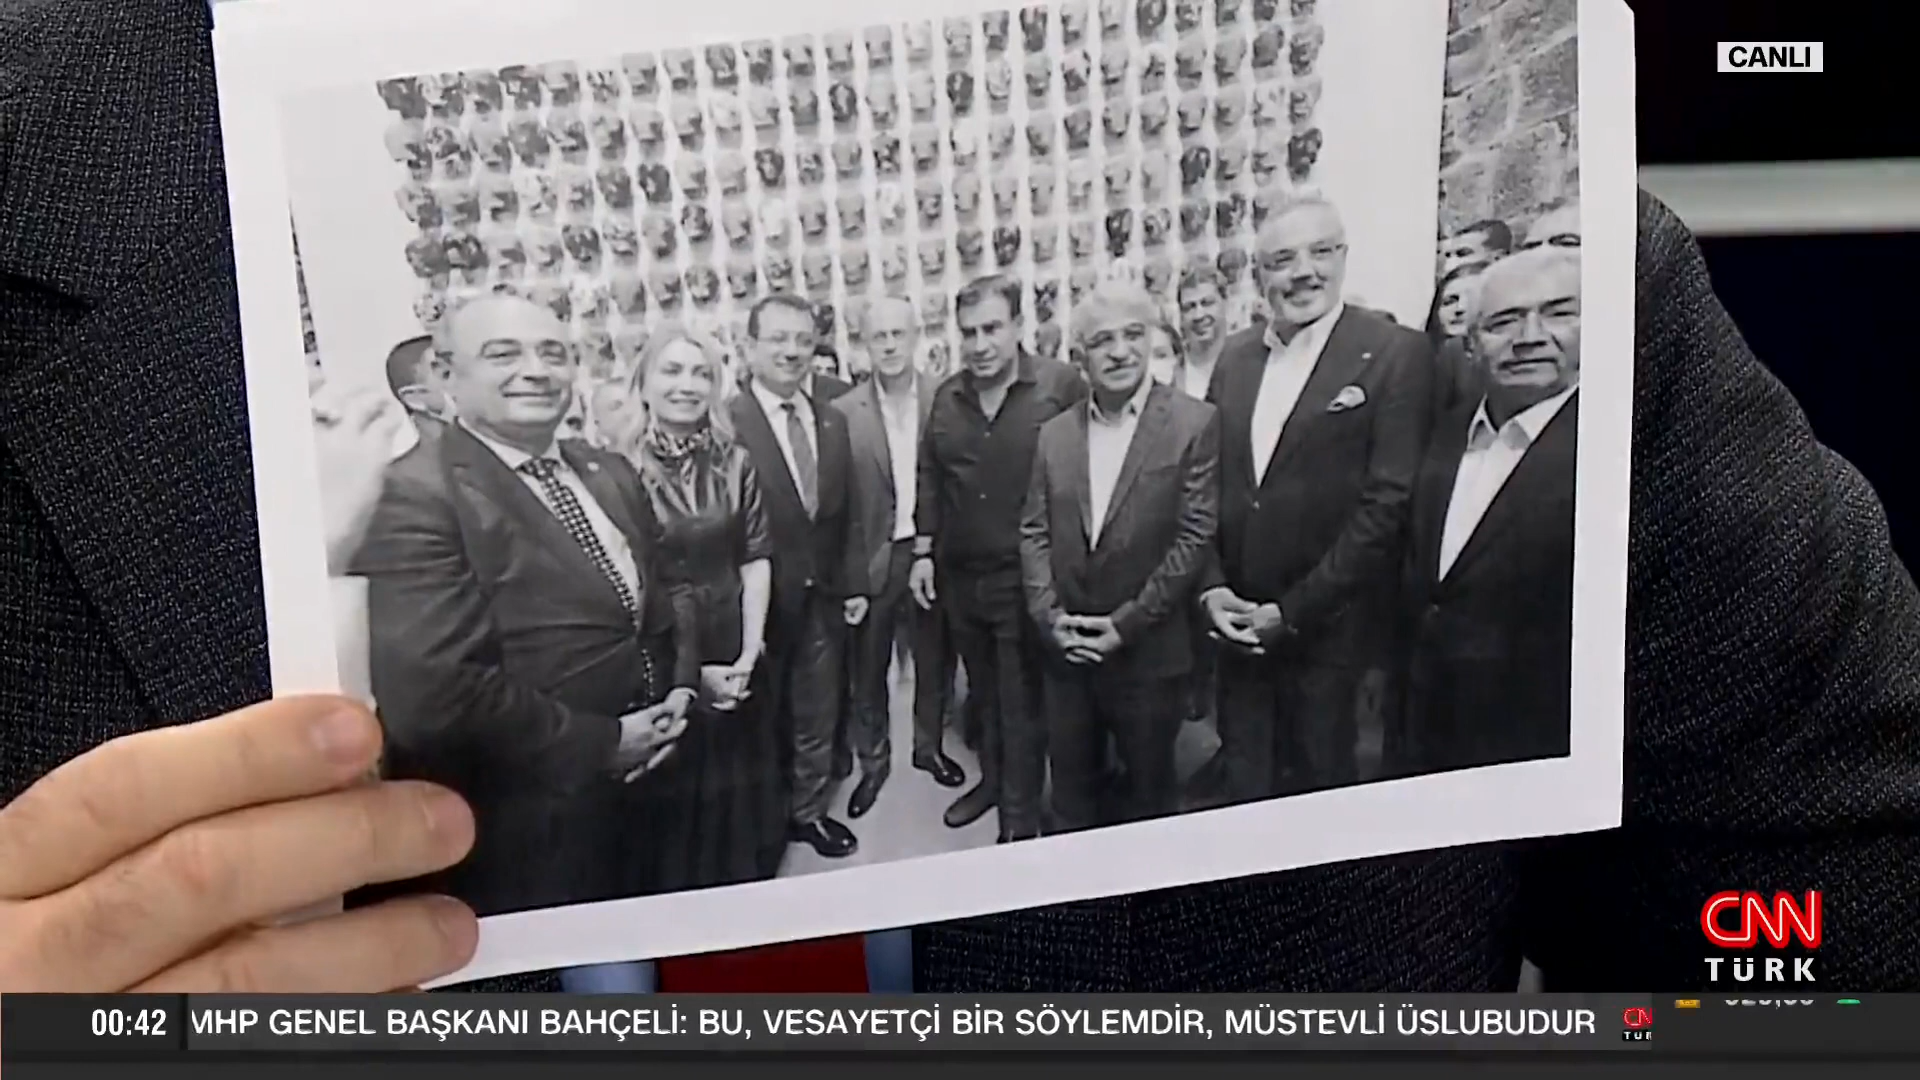 CANLI
CNN
TÜRK
00:42
MHP GENEL BAŞKANI BAHÇELİ: BU, VESAYETÇİ BİR SÖYLEMDİR, MÜSTEVLİ ÜSLUBUDUR